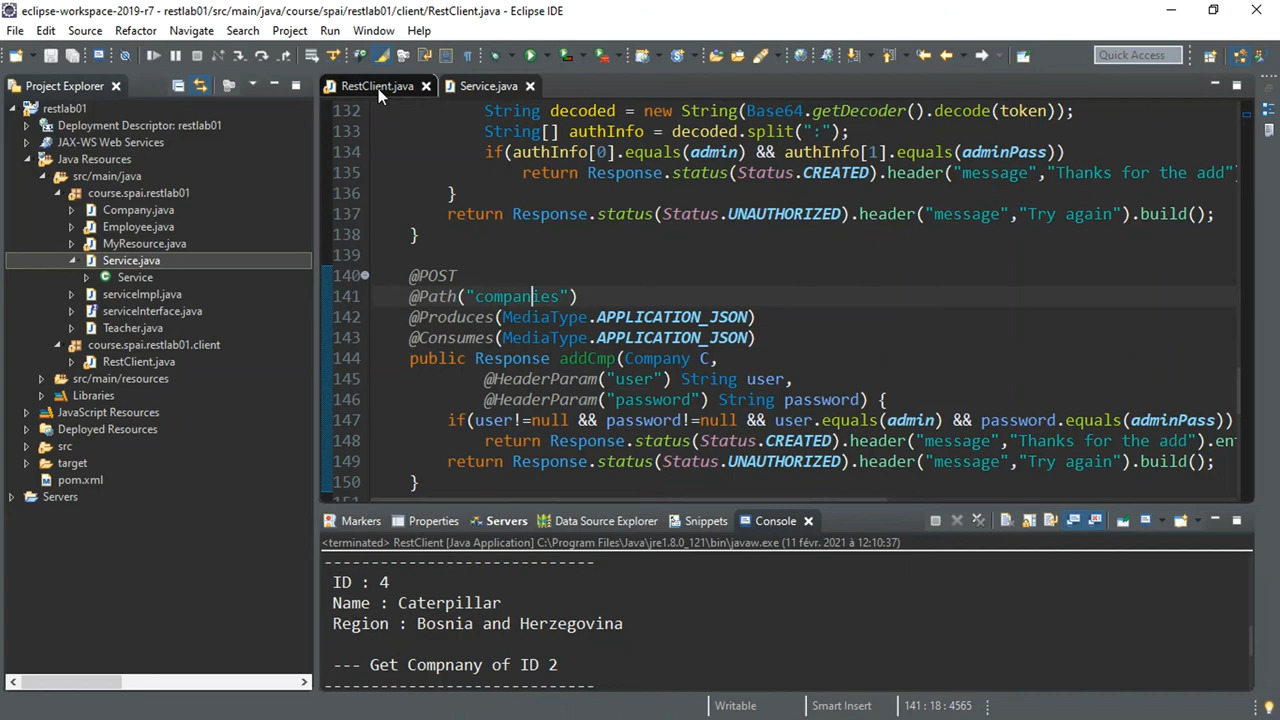 eclipse-workspace-2019-r7 - restlab01/src/main/java/course/spai/restlab01/client/RestClient.java - Eclipse IDE
File Edit Source Refactor Navigate Search Project Run Window Help
Quick Access
Project Explorer
RestClient.java
Service.java
restlab01
Deployment Descriptor: restlab01
JAX-WS Web Services
Java Resources
src/main/java
course.spai.restlab01
Company.java
Employee.java
MyResource.java
Service.java
Service
serviceImpl.java
serviceInterface.java
Teacher.java
course.spai.restlab01.client
RestClient.java
src/main/resources
Libraries
JavaScript Resources
Deployed Resources
src
target
pom.xml
Servers
132 String decoded = new String(Base64.getDecoder().decode(token));
133 String[] authInfo = decoded.split(":");
134 if(authInfo[0].equals(admin) && authInfo[1].equals(adminPass))
135 return Response.status(Status.CREATED).header("message","Thanks for the add"
136 }
137 return Response.status(Status.UNAUTHORIZED).header("message","Try again").build();
138 }
139
140 @POST
141 @Path("companies")
142 @Produces(MediaType.APPLICATION_JSON)
143 @Consumes(MediaType.APPLICATION_JSON)
144 public Response addCmp(Company C,
145 @HeaderParam("user") String user,
146 @HeaderParam("password") String password) {
147 if(user!=null && password!=null && user.equals(admin) && password.equals(adminPass))
148 return Response.status(Status.CREATED).header("message","Thanks for the add").en
149 return Response.status(Status.UNAUTHORIZED).header("message","Try again").build();
150 }
Markers Properties Servers Data Source Explorer Snippets Console
<terminated> RestClient [Java Application] C:\Program Files\Java\jre1.8.0_121\bin\javaw.exe (11 févr. 2021 à 12:10:37)
----------------------------
ID : 4
Name : Caterpillar
Region : Bosnia and Herzegovina
--- Get Compnany of ID 2
----------------------------
Writable
Smart Insert
141 : 18 : 4565